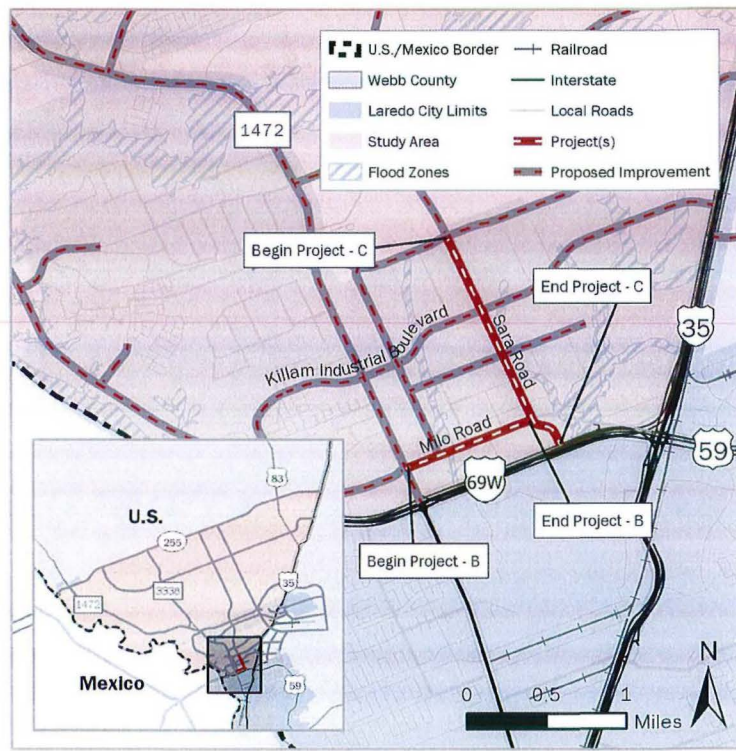 U.S./Mexico Border
Webb County
Laredo City Limits
Study Area
Flood Zones
Railroad
Interstate
Local Roads
Project(s)
Proposed Improvement
1472
Begin Project - C
End Project - C
35
Killam Industrial Boulevard
Sara Road
Milo Road
69W
59
End Project - B
Begin Project - B
83
U.S.
255
3338
35
1472
Mexico
59
N
0 0.5 1
Miles